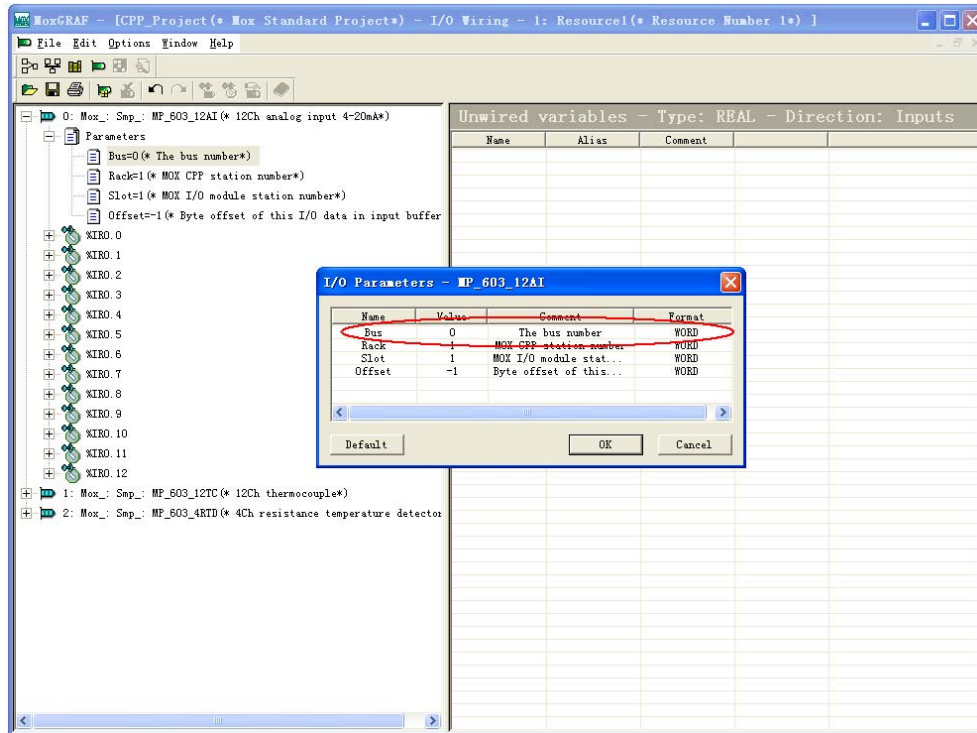 MoxGRAF - [CPP_Project(* Mox Standard Project*) - I/O Wiring - 1: Resource1(* Resource Number 1*) ]
File Edit Options Window Help
0: Mox_: Smp_: MP_603_12AI(* 12Ch analog input 4-20mA*)
Parameters
Bus=0(* The bus number*)
Rack=1(* MOX CPP station number*)
Slot=1(* MOX I/O module station number*)
Offset=-1(* Byte offset of this I/O data in input buffer
%IR0.0
%IR0.1
%IR0.2
%IR0.3
%IR0.4
%IR0.5
%IR0.6
%IR0.7
%IR0.8
%IR0.9
%IR0.10
%IR0.11
%IR0.12
1: Mox_: Smp_: MP_603_12TC(* 12Ch thermocouple*)
2: Mox_: Smp_: MP_603_4RTD(* 4Ch resistance temperature detector
Unwired variables - Type: REAL - Direction: Inputs
Name Alias Comment
I/O Parameters - MP_603_12AI
Name Value Comment Format
Bus 0 The bus number WORD
Rack 1 MOX CPP station number WORD
Slot 1 MOX I/O module stat... WORD
Offset -1 Byte offset of this... WORD
Default OK Cancel